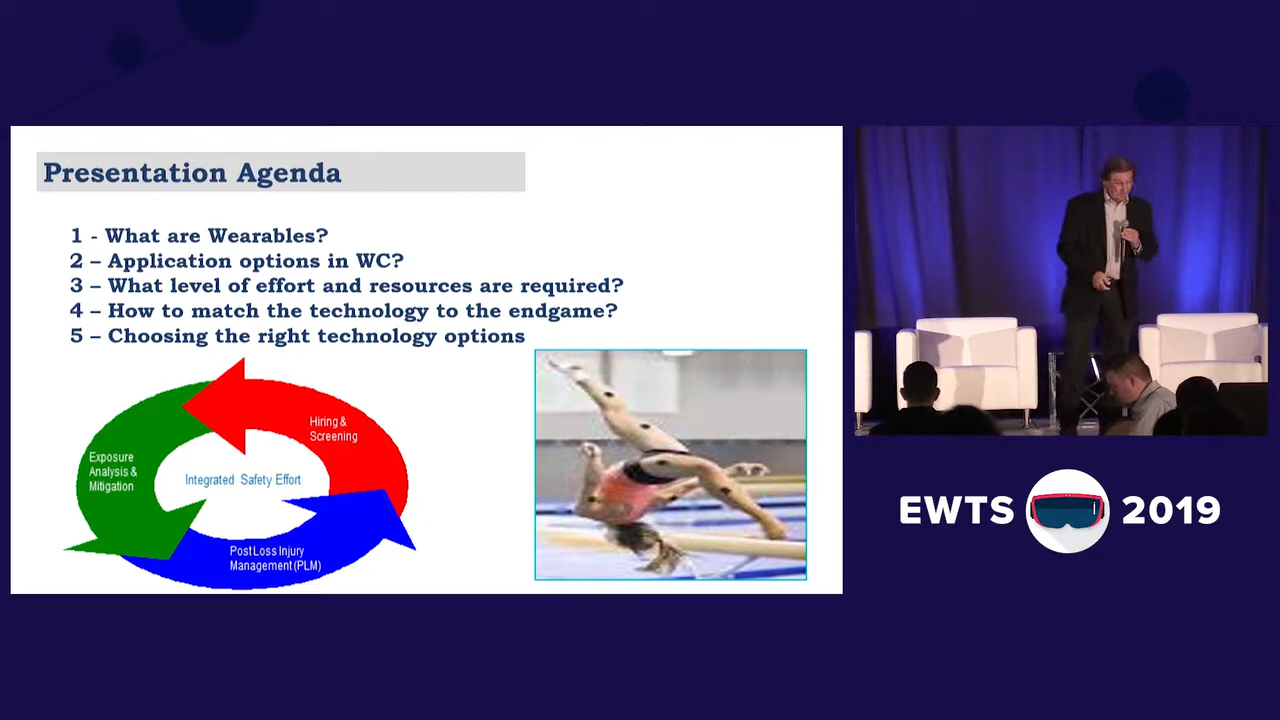 Presentation Agenda
1 - What are Wearables?
2 – Application options in WC?
3 – What level of effort and resources are required?
4 – How to match the technology to the endgame?
5 – Choosing the right technology options
Hiring &
Screening
Exposure
Analysis &
Mitigation
Integrated Safety Effort
Post Loss Injury
Management (PLM)
EWTS 2019